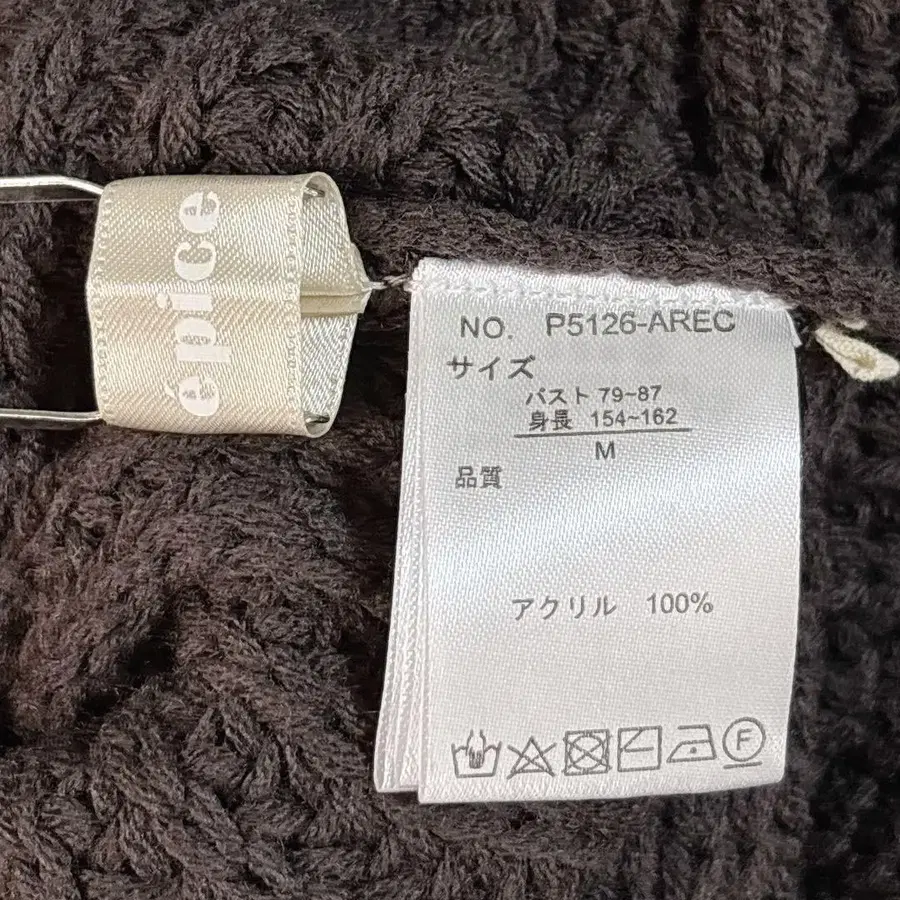 épice
NO. P5126-AREC
サイズ
バスト 79~87
身長 154~162
M
品質
アクリル 100%
F